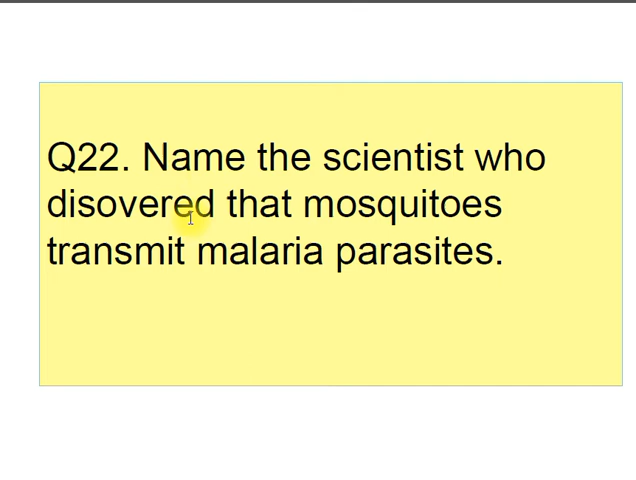 Q22. Name the scientist who
disovered that mosquitoes
transmit malaria parasites.